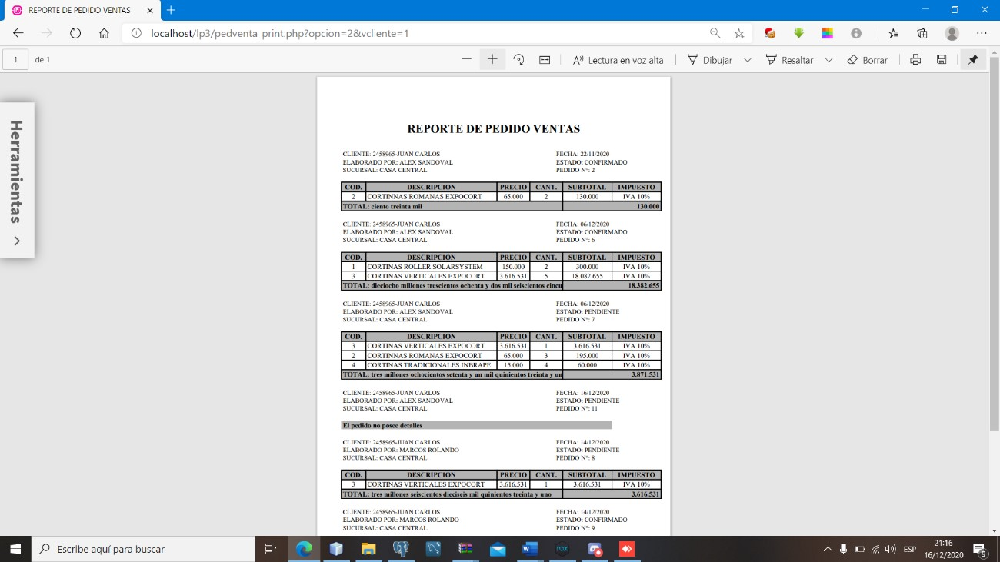 REPORTE DE PEDIDO VENTAS
localhost/lp3/pedventa_print.php?opcion=2&vcliente=1
1 de 1 Lectura en voz alta Dibujar Resaltar Borrar
Herramientas
REPORTE DE PEDIDO VENTAS
CLIENTE: 2458965-JUAN CARLOS FECHA: 22/11/2020
ELABORADO POR: ALEX SANDOVAL ESTADO: CONFIRMADO
SUCURSAL: CASA CENTRAL PEDIDO N°: 2
COD. DESCRIPCION PRECIO CANT. SUBTOTAL IMPUESTO
2 CORTINNAS ROMANAS EXPOCORT 65.000 2 130.000 IVA 10%
TOTAL: ciento treinta mil 130.000
CLIENTE: 2458965-JUAN CARLOS FECHA: 06/12/2020
ELABORADO POR: ALEX SANDOVAL ESTADO: CONFIRMADO
SUCURSAL: CASA CENTRAL PEDIDO N°: 6
COD. DESCRIPCION PRECIO CANT. SUBTOTAL IMPUESTO
1 CORTINAS ROLLER SOLARSYSTEM 150.000 2 300.000 IVA 10%
3 CORTINAS VERTICALES EXPOCORT 3.616.531 5 18.082.655 IVA 10%
TOTAL: dieciocho millones trescientos ochenta y dos mil seiscientos cincu 18.382.655
CLIENTE: 2458965-JUAN CARLOS FECHA: 06/12/2020
ELABORADO POR: ALEX SANDOVAL ESTADO: PENDIENTE
SUCURSAL: CASA CENTRAL PEDIDO N°: 7
COD. DESCRIPCION PRECIO CANT. SUBTOTAL IMPUESTO
3 CORTINAS VERTICALES EXPOCORT 3.616.531 1 3.616.531 IVA 10%
2 CORTINNAS ROMANAS EXPOCORT 65.000 3 195.000 IVA 10%
4 CORTINAS TRADICIONALES INBRAPE 15.000 4 60.000 IVA 10%
TOTAL: tres millones ochocientos setenta y un mil quinientos treinta y un 3.871.531
CLIENTE: 2458965-JUAN CARLOS FECHA: 16/12/2020
ELABORADO POR: ALEX SANDOVAL ESTADO: PENDIENTE
SUCURSAL: CASA CENTRAL PEDIDO N°: 11
El pedido no posee detalles
CLIENTE: 2458965-JUAN CARLOS FECHA: 14/12/2020
ELABORADO POR: MARCOS ROLANDO ESTADO: PENDIENTE
SUCURSAL: CASA CENTRAL PEDIDO N°: 8
COD. DESCRIPCION PRECIO CANT. SUBTOTAL IMPUESTO
3 CORTINAS VERTICALES EXPOCORT 3.616.531 1 3.616.531 IVA 10%
TOTAL: tres millones seiscientos dieciseis mil quinientos treinta y uno 3.616.531
CLIENTE: 2458965-JUAN CARLOS FECHA: 14/12/2020
ELABORADO POR: MARCOS ROLANDO ESTADO: CONFIRMADO
SUCURSAL: CASA CENTRAL PEDIDO N°: 9
Escribe aquí para buscar
nox
ESP
21:16
16/12/2020
9